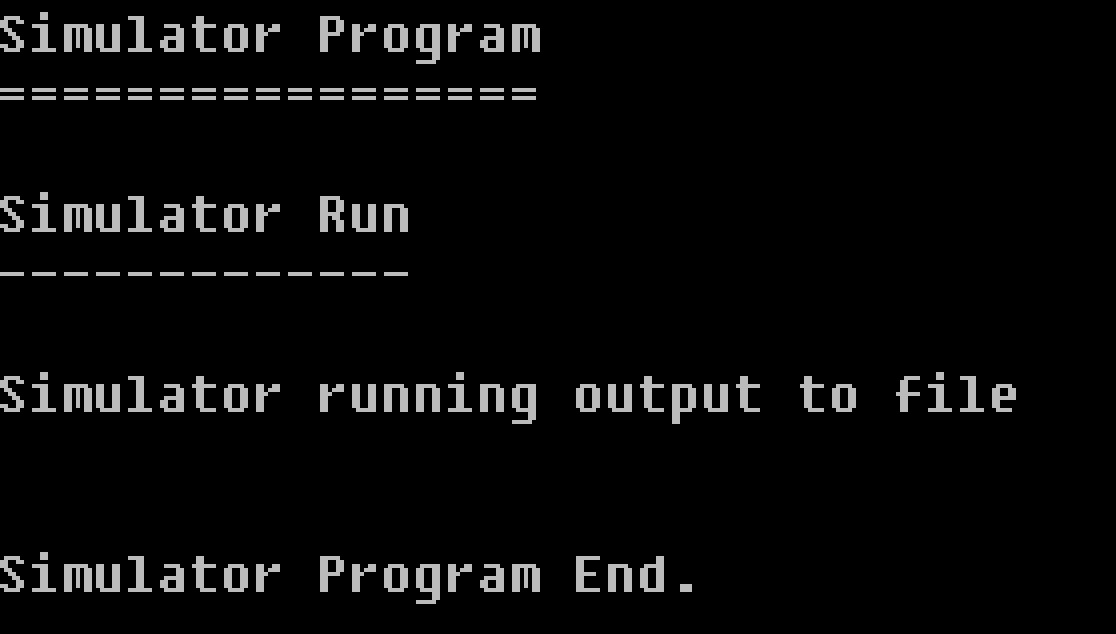 Simulator Program
=================
Simulator Run
-------------
Simulator running output to file
Simulator Program End.